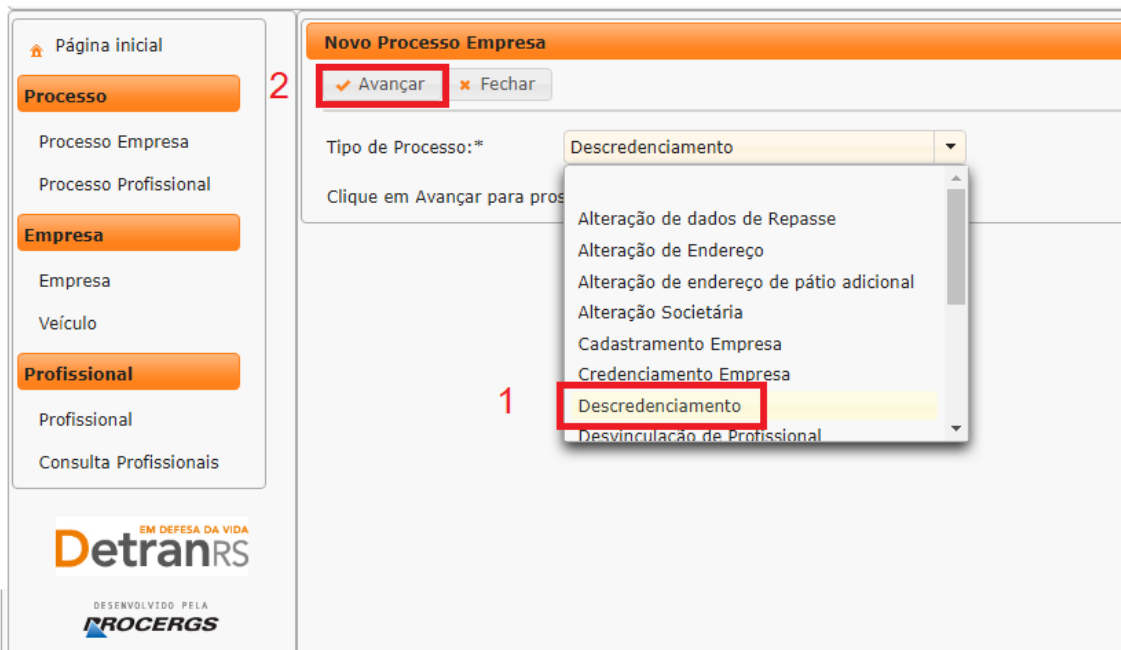 Página inicial
Processo
Processo Empresa
Processo Profissional
Empresa
Empresa
Veículo
Profissional
Profissional
Consulta Profissionais
EM DEFESA DA VIDA
DetranRS
DESENVOLVIDO PELA
PROCERGS
Novo Processo Empresa
2
Avançar
Fechar
Tipo de Processo:*
Descredenciamento
Clique em Avançar para pros
Alteração de dados de Repasse
Alteração de Endereço
Alteração de endereço de pátio adicional
Alteração Societária
Cadastramento Empresa
Credenciamento Empresa
1
Descredenciamento
Desvinculação de Profissional